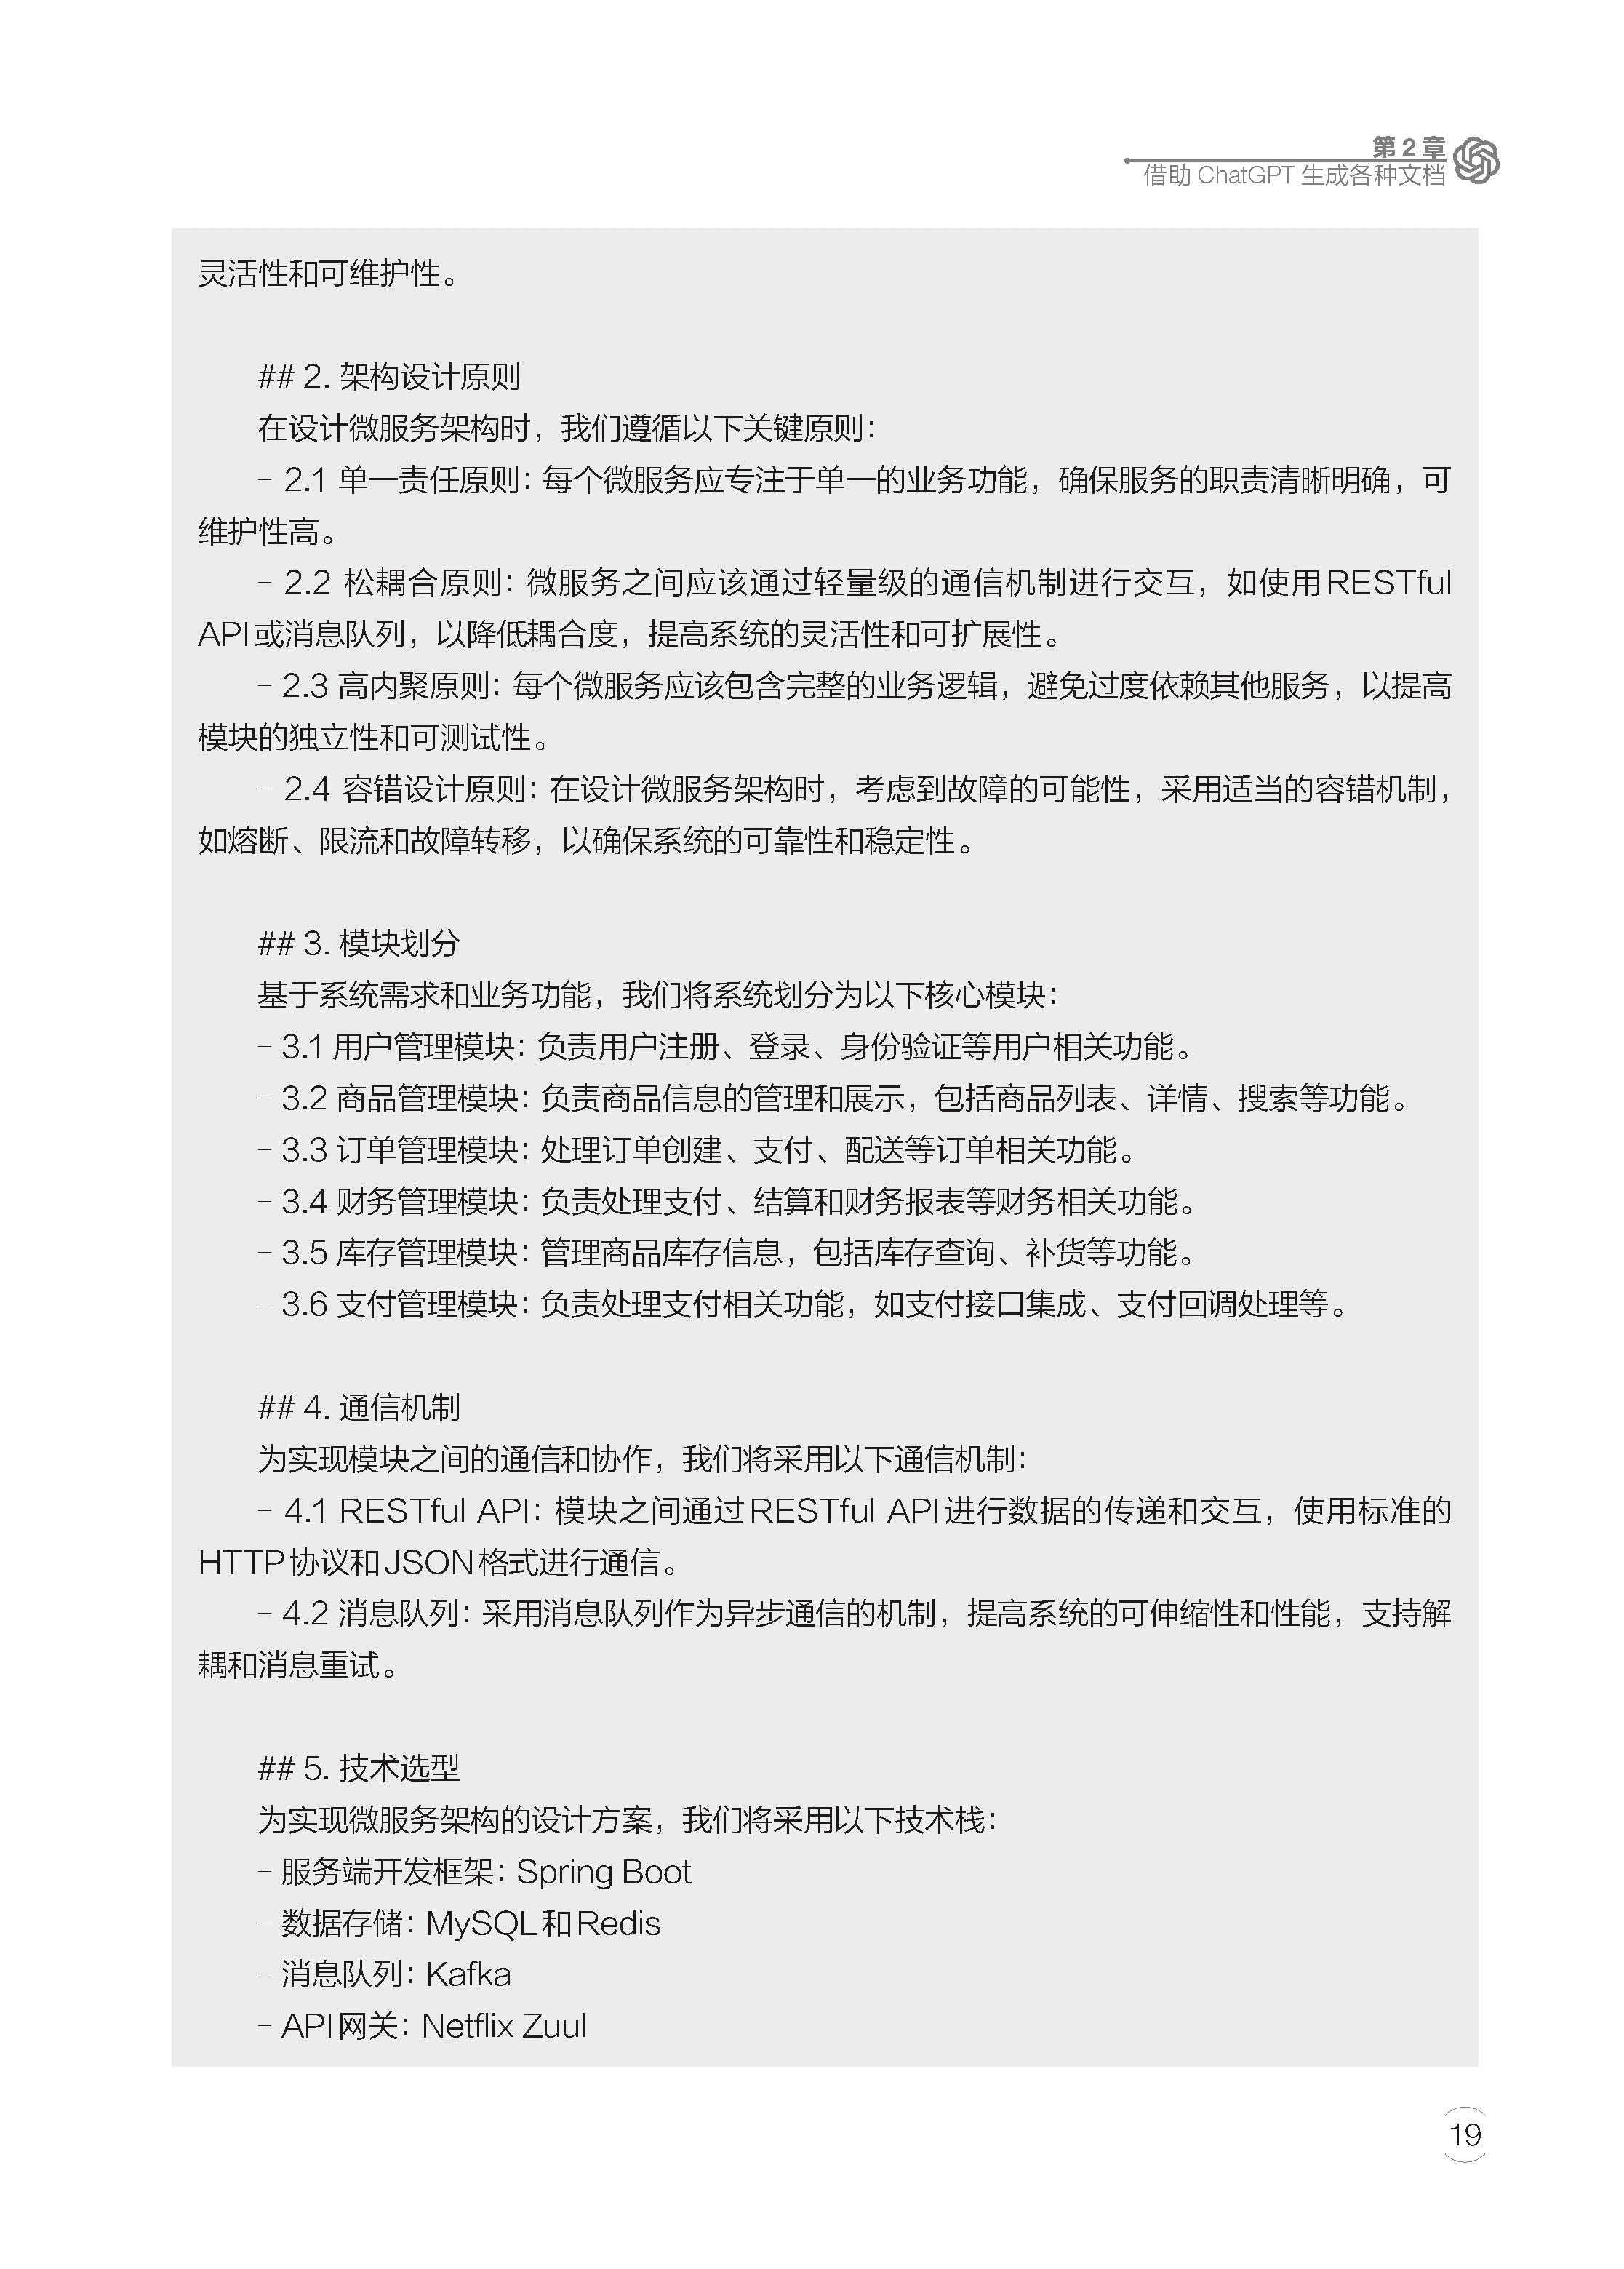 第2章
借助 ChatGPT 生成各种文档
灵活性和可维护性。
## 2. 架构设计原则
在设计微服务架构时，我们遵循以下关键原则：
- 2.1 单一责任原则：每个微服务应专注于单一的业务功能，确保服务的职责清晰明确，可
维护性高。
- 2.2 松耦合原则：微服务之间应该通过轻量级的通信机制进行交互，如使用RESTful
API或消息队列，以降低耦合度，提高系统的灵活性和可扩展性。
- 2.3 高内聚原则：每个微服务应该包含完整的业务逻辑，避免过度依赖其他服务，以提高
模块的独立性和可测试性。
- 2.4 容错设计原则：在设计微服务架构时，考虑到故障的可能性，采用适当的容错机制，
如熔断、限流和故障转移，以确保系统的可靠性和稳定性。
## 3. 模块划分
基于系统需求和业务功能，我们将系统划分为以下核心模块：
- 3.1 用户管理模块：负责用户注册、登录、身份验证等用户相关功能。
- 3.2 商品管理模块：负责商品信息的管理和展示，包括商品列表、详情、搜索等功能。
- 3.3 订单管理模块：处理订单创建、支付、配送等订单相关功能。
- 3.4 财务管理模块：负责处理支付、结算和财务报表等财务相关功能。
- 3.5 库存管理模块：管理商品库存信息，包括库存查询、补货等功能。
- 3.6 支付管理模块：负责处理支付相关功能，如支付接口集成、支付回调处理等。
## 4. 通信机制
为实现模块之间的通信和协作，我们将采用以下通信机制：
- 4.1 RESTful API：模块之间通过RESTful API进行数据的传递和交互，使用标准的
HTTP协议和JSON格式进行通信。
- 4.2 消息队列：采用消息队列作为异步通信的机制，提高系统的可伸缩性和性能，支持解
耦和消息重试。
## 5. 技术选型
为实现微服务架构的设计方案，我们将采用以下技术栈：
- 服务端开发框架：Spring Boot
- 数据存储：MySQL和Redis
- 消息队列：Kafka
- API网关：Netflix Zuul
19